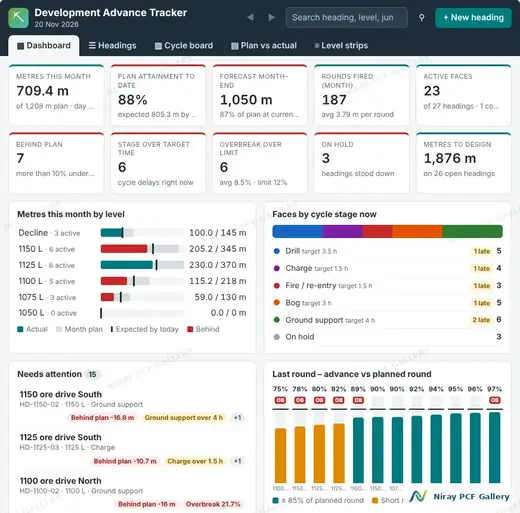 Development Advance Tracker
20 Nov 2026
Search heading, level, jun
+ New heading
Dashboard
Headings
Cycle board
Plan vs actual
Level strips
METRES THIS MONTH
709.4 m
of 1,208 m plan · day ...
PLAN ATTAINMENT TO DATE
88%
expected 805.3 m by ...
FORECAST MONTH-END
1,050 m
87% of plan at curren...
ROUNDS FIRED (MONTH)
187
avg 3.79 m per round
ACTIVE FACES
23
of 27 headings · 1 co...
BEHIND PLAN
7
more than 10% under...
STAGE OVER TARGET TIME
6
cycle delays right now
OVERBREAK OVER LIMIT
6
avg 8.5% · limit 12%
ON HOLD
3
headings stood down
METRES TO DESIGN
1,876 m
on 26 open headings
Metres this month by level
Decline · 3 active 100.0 / 145 m
1150 L · 6 active 205.2 / 345 m
1125 L · 6 active 230.0 / 370 m
1100 L · 5 active 115.2 / 218 m
1075 L · 3 active 59.0 / 130 m
1050 L · 0 active 0.0 / 0 m
Actual Month plan Expected by today Behind
Faces by cycle stage now
Drill target 3.5 h 1 late 5
Charge target 1.5 h 1 late 4
Fire / re-entry target 1.5 h 1 late 3
Bog target 3 h 1 late 5
Ground support target 4 h 2 late 6
On hold 3
Needs attention 15
1150 ore drive South
HD-1150-02 · 1150 L · Ground support
Behind plan -16.8 m Ground support over 4 h +1
1125 ore drive South
HD-1125-03 · 1125 L · Charge
Behind plan -10.7 m Charge over 1.5 h +1
1100 ore drive North
HD-1100-02 · 1100 L · Ground support
Behind plan -16 m Overbreak 21.7%
Last round – advance vs planned round
75% 78% 80% 82% 89% 90% 90% 92% 94% 95% 96% 97%
OB OB OB OB OB OB
1100... 1150... 1125... 1125... 1100... 1150... 107...
≥ 85% of planned round Short r
Niray PCF Gallery